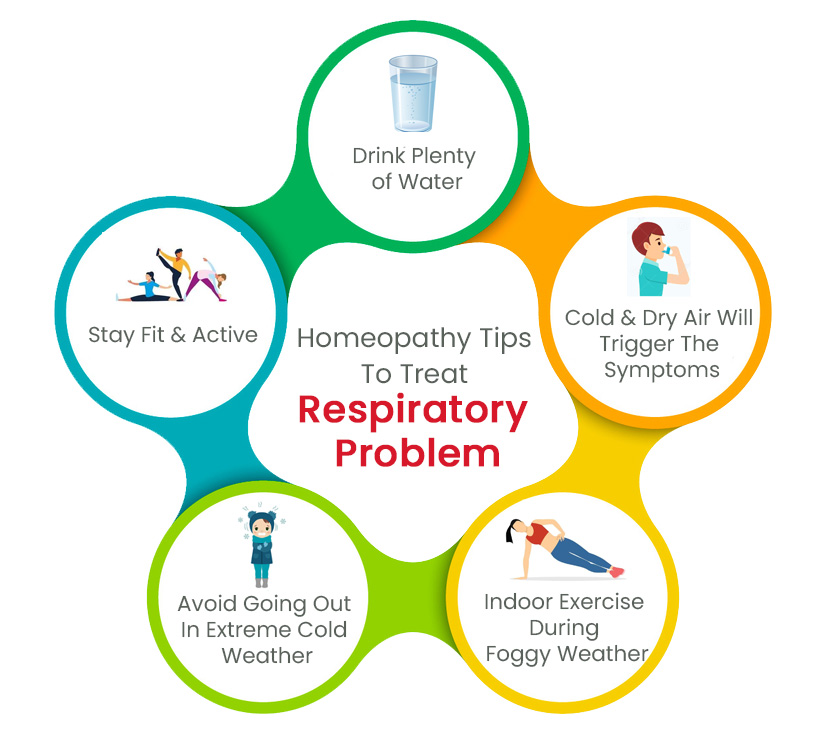 Drink Plenty
of Water
Cold & Dry Air Will
Trigger The
Symptoms
Stay Fit & Active
Homeopathy Tips
To Treat
Respiratory
Problem
Avoid Going Out
In Extreme Cold
Weather
Indoor Exercise
During
Foggy Weather